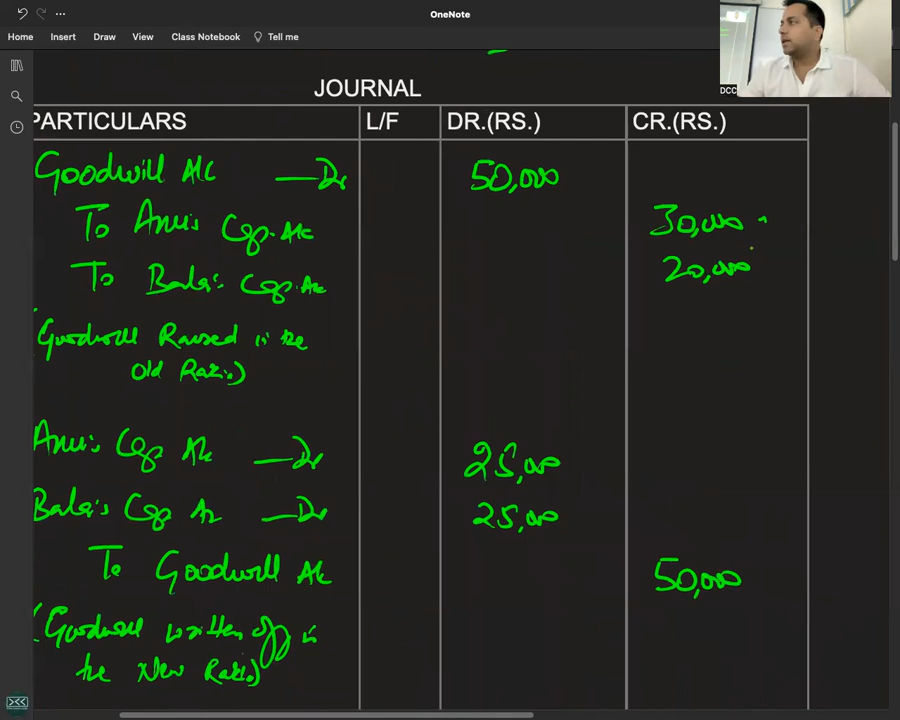 OneNote
Home Insert Draw View Class Notebook Tell me
DCC
JOURNAL
PARTICULARS L/F DR.(RS.) CR.(RS.)
Goodwill A/c —Dr 50,000
To Anu's Cap. A/c 30,000
To Bala's Cap. A/c 20,000
(Goodwill Raised in the
Old Ratio)
Anu's Cap A/c —Dr 25,000
Bala's Cap A/c —Dr 25,000
To Goodwill A/c 50,000
(Goodwill written off in
the New Ratio)